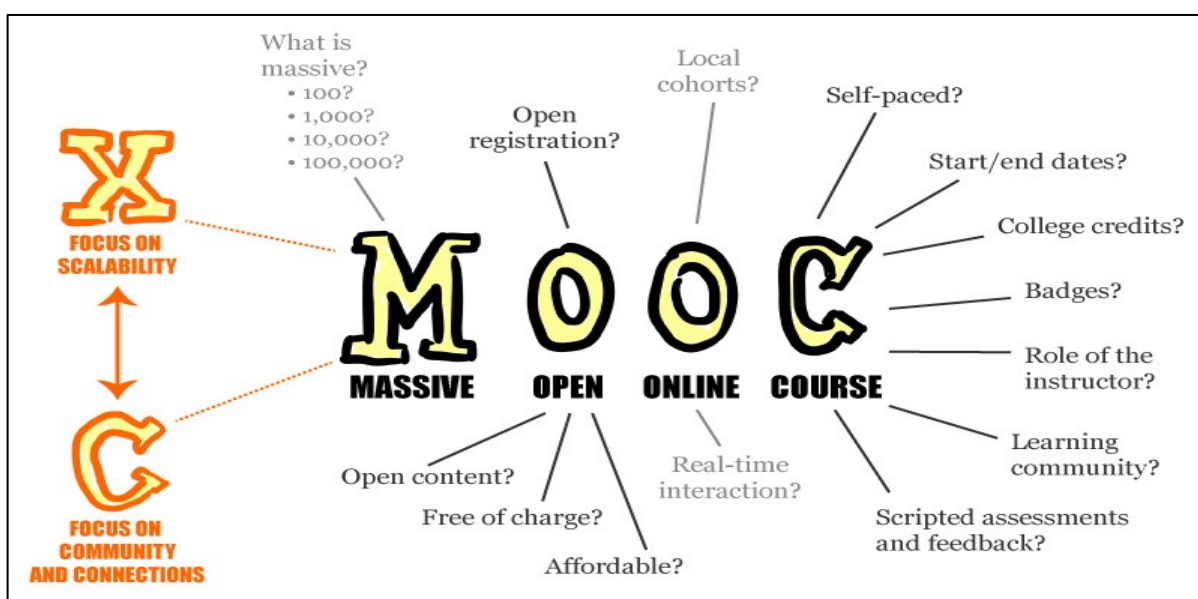 What is
massive?
• 100?
• 1,000?
• 10,000?
• 100,000?
Open
registration?
Local
cohorts?
Self-paced?
Start/end dates?
College credits?
Badges?
Role of the
instructor?
Learning
community?
Scripted assessments
and feedback?
X
FOCUS ON
SCALABILITY
C
FOCUS ON
COMMUNITY
AND CONNECTIONS
MOOC
MASSIVE OPEN ONLINE COURSE
Open content?
Free of charge?
Affordable?
Real-time
interaction?